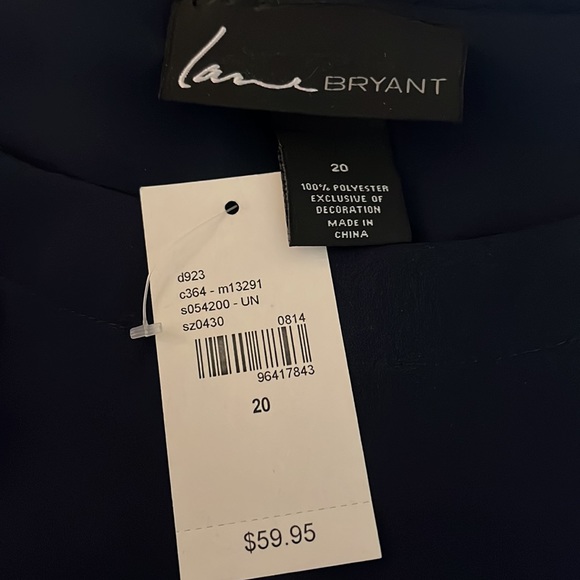 lane BRYANT
20
100% POLYESTER
EXCLUSIVE OF
DECORATION
MADE IN
CHINA
d923
c364 - m13291
s054200 - UN
sz0430
0814
96417843
20
$59.95